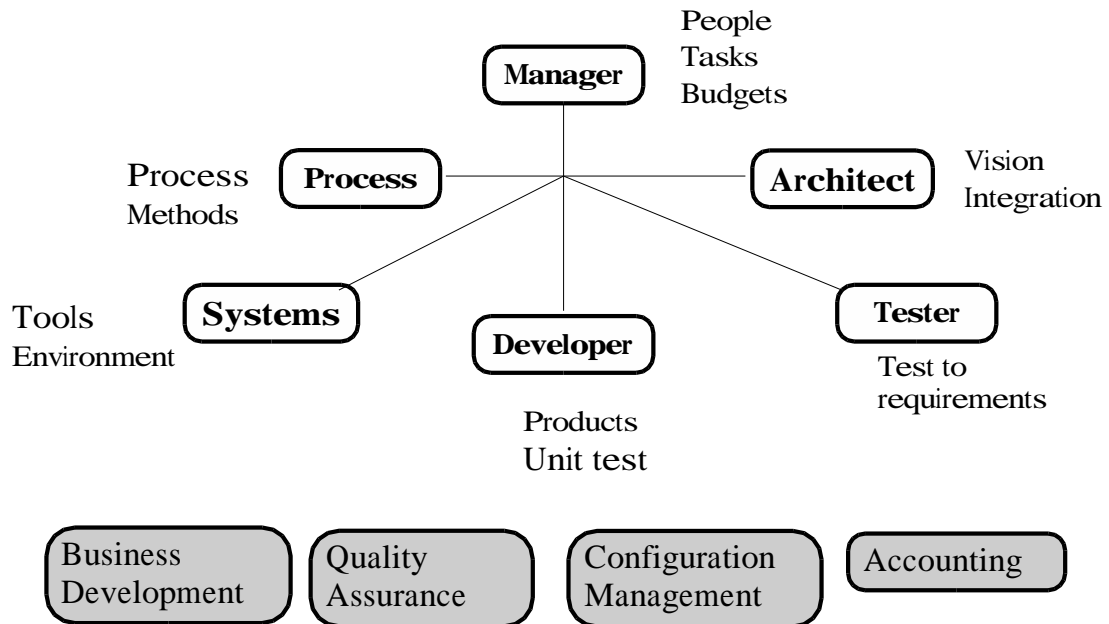 People
Tasks
Budgets
Manager
Process
Methods
Process
Architect
Vision
Integration
Tools
Environment
Systems
Developer
Tester
Test to
requirements
Products
Unit test
Business
Development
Quality
Assurance
Configuration
Management
Accounting